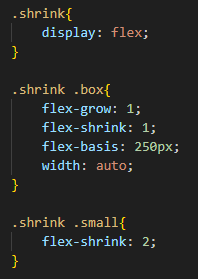 .shrink{
    display: flex;
}

.shrink .box{
    flex-grow: 1;
    flex-shrink: 1;
    flex-basis: 250px;
    width: auto;
}

.shrink .small{
    flex-shrink: 2;
}